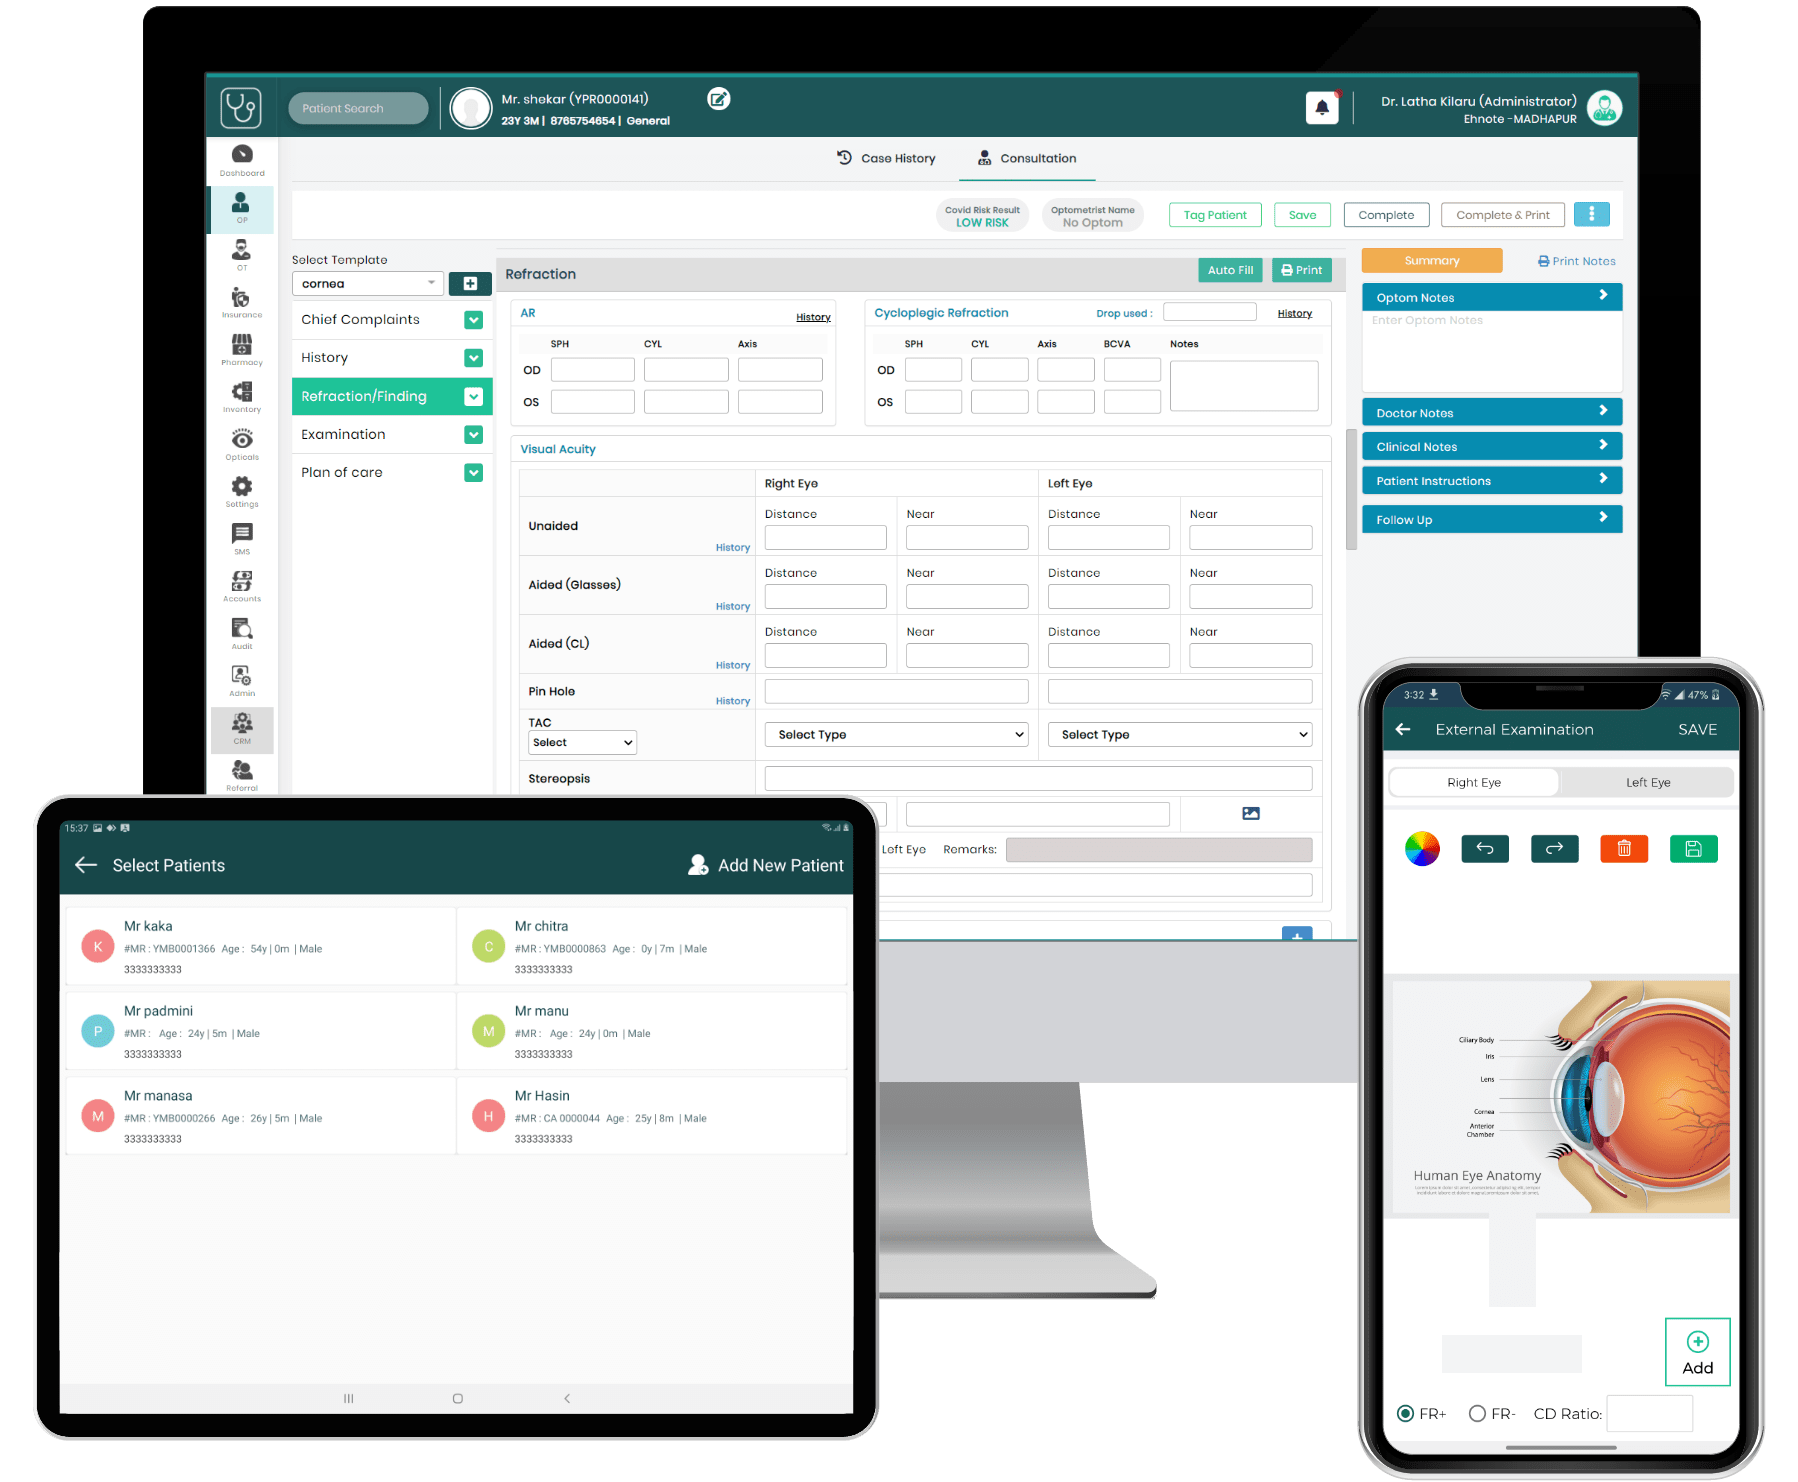 Patient Search
Mr. shekar (YPR0000141)
23Y 3M | 8765754654 | General
Dr. Latha Kilaru (Administrator)
Ehnote -MADHAPUR
Case History
Consultation
Covid Risk Result
LOW RISK
Optometrist Name
No Optom
Tag Patient
Save
Complete
Complete & Print
Dashboard
OP
OT
Insurance
Pharmacy
Inventory
Opticals
Settings
SMS
Accounts
Audit
Admin
CRM
Referral
Select Template
cornea
Chief Complaints
History
Refraction/Finding
Examination
Plan of care
Refraction
Auto Fill
Print
AR
History
SPH CYL Axis
OD
OS
Cycloplegic Refraction
Drop used :
History
SPH CYL Axis BCVA Notes
OD
OS
Visual Acuity
Right Eye Left Eye
Unaided
History
Distance Near Distance Near
Aided (Glasses)
History
Distance Near Distance Near
Aided (CL)
History
Distance Near Distance Near
Pin Hole
History
TAC
Select
Select Type Select Type
Stereopsis
Left Eye Remarks:
Summary
Print Notes
Optom Notes
Enter Optom Notes
Doctor Notes
Clinical Notes
Patient Instructions
Follow Up
15:37
Select Patients
Add New Patient
K
Mr kaka
#MR : YMB0001366 Age : 54y | 0m | Male
3333333333
C
Mr chitra
#MR : YMB0000863 Age : 0y | 7m | Male
3333333333
P
Mr padmini
#MR : Age : 24y | 5m | Male
3333333333
M
Mr manu
#MR : Age : 24y | 0m | Male
3333333333
M
Mr manasa
#MR : YMB0000266 Age : 26y | 5m | Male
3333333333
H
Mr Hasin
#MR : CA 0000044 Age : 25y | 8m | Male
3333333333
3:32
47%
External Examination
SAVE
Right Eye
Left Eye
Ciliary Body
Iris
Lens
Cornea
Anterior
Chamber
Human Eye Anatomy
Add
FR+
FR-
CD Ratio: